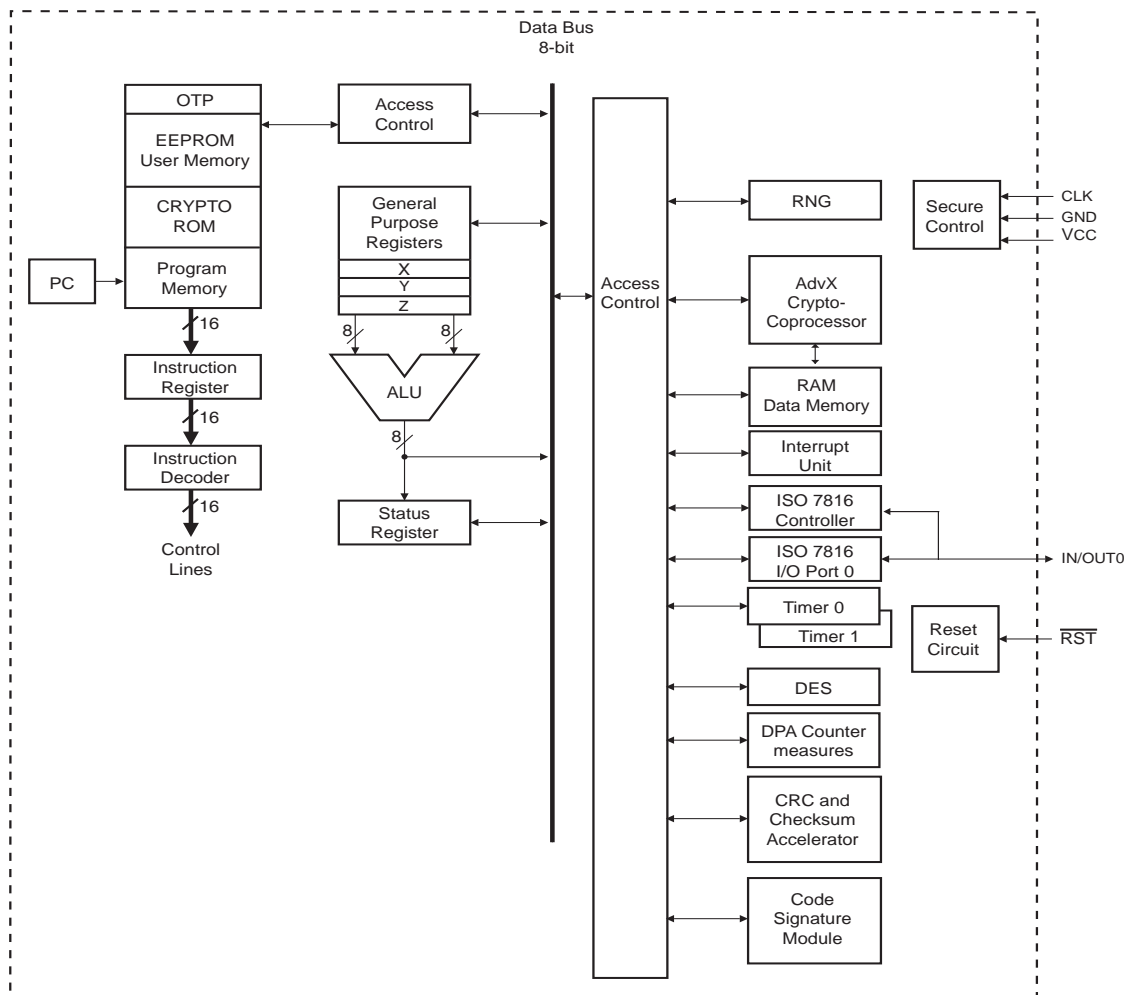 Data Bus
8-bit
OTP
EEPROM
User Memory
CRYPTO
ROM
Program
Memory
PC
16
Instruction
Register
16
Instruction
Decoder
16
Control
Lines
Access
Control
General
Purpose
Registers
X
Y
Z
8
8
ALU
8
Status
Register
Access
Control
RNG
AdvX
Crypto-
Coprocessor
RAM
Data Memory
Interrupt
Unit
ISO 7816
Controller
ISO 7816
I/O Port 0
Timer 0
Timer 1
DES
DPA Counter
measures
CRC and
Checksum
Accelerator
Code
Signature
Module
Secure
Control
CLK
GND
VCC
IN/OUT0
Reset
Circuit
RST